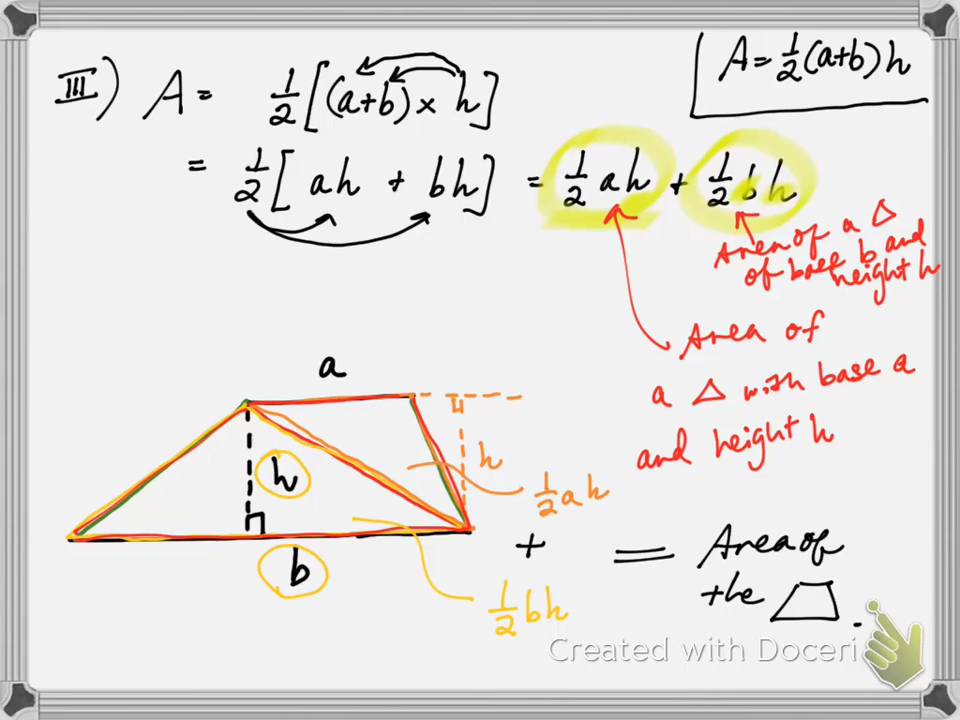 III) A = 1/2 [(a+b) × h]
A = 1/2 (a+b) h
= 1/2 [ ah + bh ] = 1/2 ah + 1/2 bh
Area of a △
of base b and
height h
Area of
a △ with base a
and height h
a
h
h
1/2 ah
b
+
1/2 bh
= Area of
the ⏢.
Created with Doceri